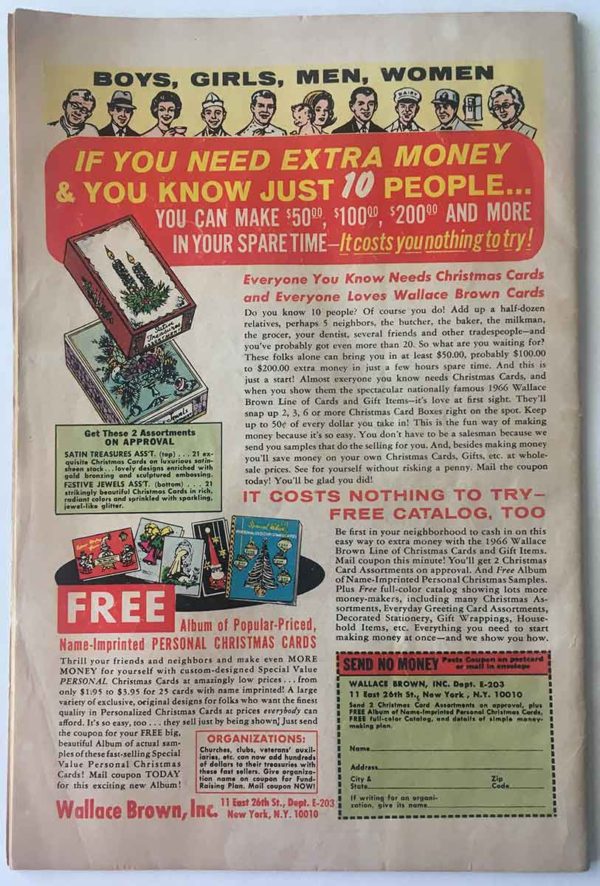 BOYS, GIRLS, MEN, WOMEN
DAIRY
IF YOU NEED EXTRA MONEY
& YOU KNOW JUST 10 PEOPLE...
YOU CAN MAKE $50⁰⁰, $100⁰⁰, $200⁰⁰ AND MORE
IN YOUR SPARE TIME—It costs you nothing to try!
Satin Treasures
Jewels
Get These 2 Assortments
ON APPROVAL
SATIN TREASURES ASS'T. (top) . . . 21 ex-
quisite Christmas Cards on luxurious satin-
sheen stock . . . lovely designs enriched with
gold bronzing and sculptured embossing.
FESTIVE JEWELS ASS'T. (bottom) . . . 21
strikingly beautiful Christmas Cards in rich,
radiant colors and sprinkled with sparkling,
jewel-like glitter.
Everyone You Know Needs Christmas Cards
and Everyone Loves Wallace Brown Cards
Do you know 10 people? Of course you do! Add up a half-dozen
relatives, perhaps 5 neighbors, the butcher, the baker, the milkman,
the grocer, your dentist, several friends and other tradespeople—and
you've probably got even more than 20. So what are you waiting for?
These folks alone can bring you in at least $50.00, probably $100.00
to $200.00 extra money in just a few hours spare time. And this is
just a start! Almost everyone you know needs Christmas Cards, and
when you show them the spectacular nationally famous 1966 Wallace
Brown Line of Cards and Gift Items—it's love at first sight. They'll
snap up 2, 3, 6 or more Christmas Card Boxes right on the spot. Keep
up to 50¢ of every dollar you take in! This is the fun way of making
money because it's so easy. You don't have to be a salesman because we
send you samples that do the selling for you. And, besides making money
you'll save money on your own Christmas Cards, Gifts, etc. at whole-
sale prices. See for yourself without risking a penny. Mail the coupon
today! You'll be glad you did!
IT COSTS NOTHING TO TRY—
FREE CATALOG, TOO
Be first in your neighborhood to cash in on this
easy way to extra money with the 1966 Wallace
Brown Line of Christmas Cards and Gift Items.
Mail coupon this minute! You'll get 2 Christmas
Card Assortments on approval. And Free Album
of Name-Imprinted Personal Christmas Samples.
Plus Free full-color catalog showing lots more
money-makers, including many Christmas As-
sortments, Everyday Greeting Card Assortments,
Decorated Stationery, Gift Wrappings, House-
hold Items, etc. Everything you need to start
making money at once—and we show you how.
Special Value
FREE
Album of Popular-Priced,
Name-Imprinted PERSONAL CHRISTMAS CARDS
Thrill your friends and neighbors and make even MORE
MONEY for yourself with custom-designed Special Value
PERSONAL Christmas Cards at amazingly low prices . . . from
only $1.95 to $3.95 for 25 cards with name imprinted! A large
variety of exclusive, original designs for folks who want the finest
quality in Personalized Christmas Cards at prices everybody can
afford. It's so easy, too . . . they sell just by being shown! Just send
the coupon for your FREE big,
beautiful Album of actual sam-
ples of these fast-selling Special
Value Personal Christmas
Cards! Mail coupon TODAY
for this exciting new Album!
ORGANIZATIONS:
Churches, clubs, veterans' auxil-
iaries, etc. can now add hundreds
of dollars to their treasuries with
these fast sellers. Give organiza-
tion name on coupon for Fund-
Raising Plan. Mail coupon NOW!
Wallace Brown, Inc. 11 East 26th St., Dept. E-203
New York, N.Y. 10010
SEND NO MONEY Paste Coupon on postcard
or mail in envelope
WALLACE BROWN, INC. Dept. E-203
11 East 26th St., New York, N.Y. 10010
Send 2 Christmas Card Assortments on approval, plus
FREE Album of Name-Imprinted Personal Christmas Cards,
FREE full-color Catalog, and details of simple money-
making plan.
Name
Address
City & Zip
State Code
If writing for an organi-
zation, give its name